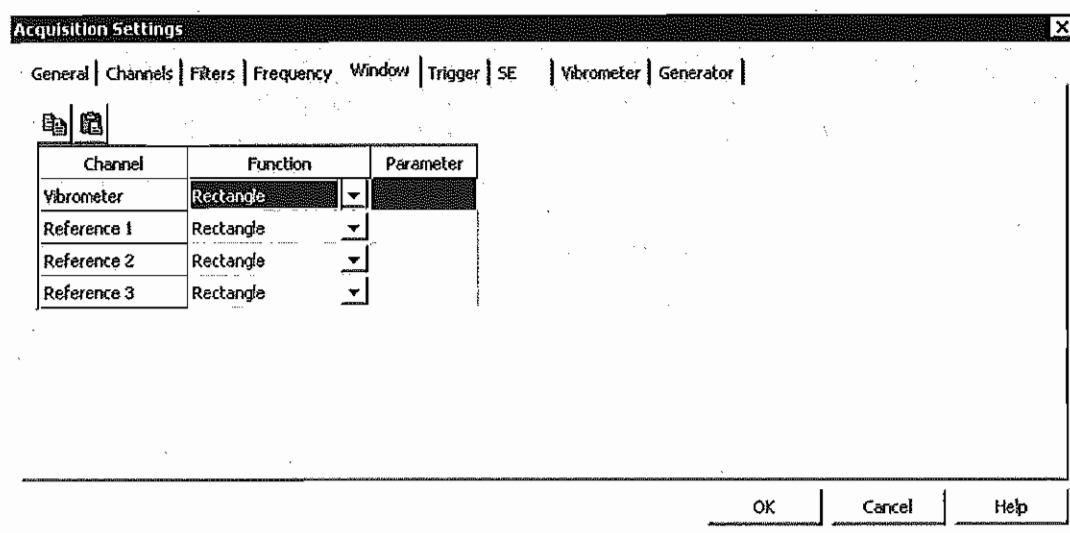 Acquisition Settings
General Channels Filters Frequency Window Trigger SE Vibrometer Generator
Channel Function Parameter
Vibrometer Rectangle
Reference 1 Rectangle
Reference 2 Rectangle
Reference 3 Rectangle
OK Cancel Help